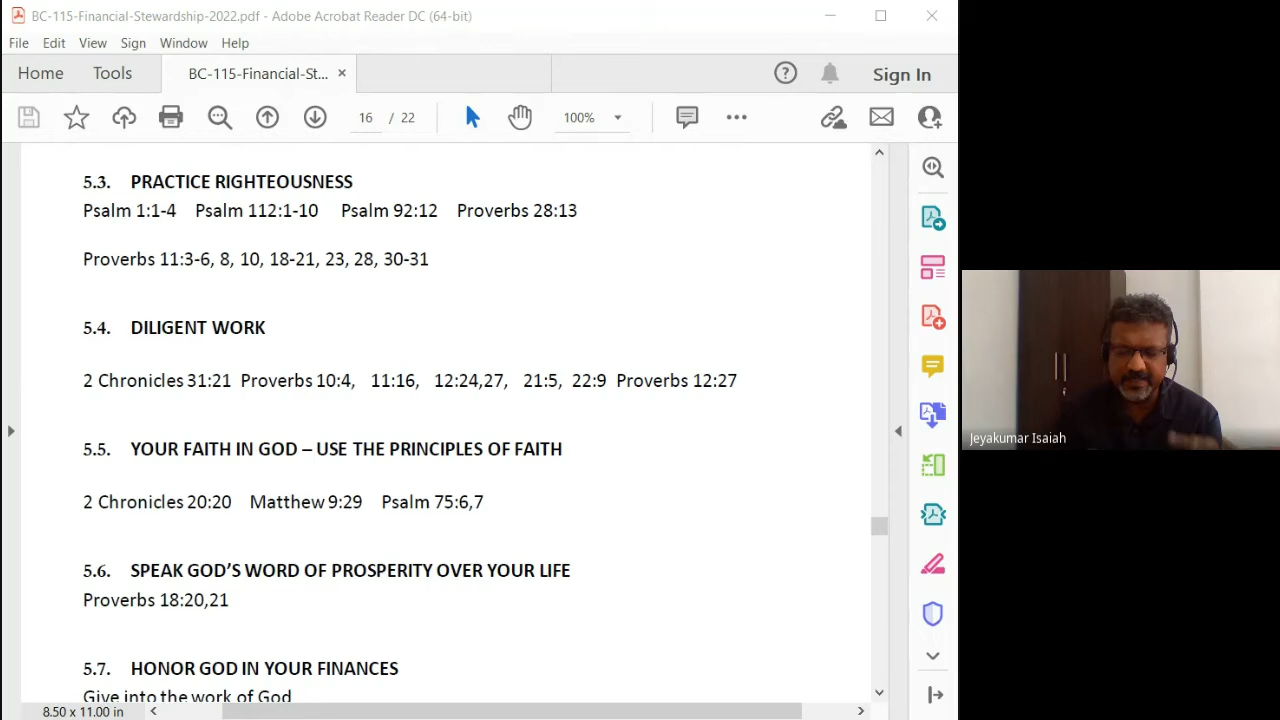 BC-115-Financial-Stewardship-2022.pdf - Adobe Acrobat Reader DC (64-bit)
File Edit View Sign Window Help
Home Tools BC-115-Financial-St... × Sign In
16 / 22 100%
5.3. PRACTICE RIGHTEOUSNESS
Psalm 1:1-4 Psalm 112:1-10 Psalm 92:12 Proverbs 28:13
Proverbs 11:3-6, 8, 10, 18-21, 23, 28, 30-31
5.4. DILIGENT WORK
2 Chronicles 31:21 Proverbs 10:4, 11:16, 12:24,27, 21:5, 22:9 Proverbs 12:27
5.5. YOUR FAITH IN GOD – USE THE PRINCIPLES OF FAITH
2 Chronicles 20:20 Matthew 9:29 Psalm 75:6,7
5.6. SPEAK GOD'S WORD OF PROSPERITY OVER YOUR LIFE
Proverbs 18:20,21
5.7. HONOR GOD IN YOUR FINANCES
Give into the work of God
8.50 x 11.00 in
Jeyakumar Isaiah